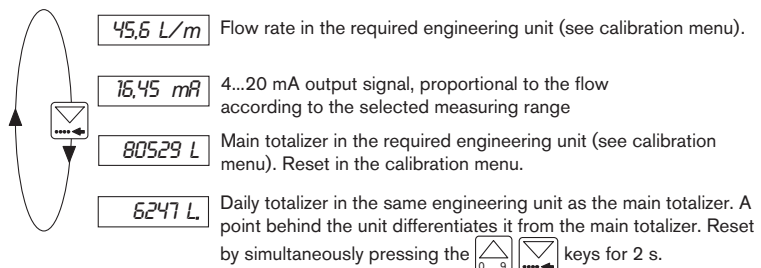 45,6 L/m Flow rate in the required engineering unit (see calibration menu).
16,45 mA 4...20 mA output signal, proportional to the flow
according to the selected measuring range
80529 L Main totalizer in the required engineering unit (see calibration
menu). Reset in the calibration menu.
6247 L. Daily totalizer in the same engineering unit as the main totalizer. A
point behind the unit differentiates it from the main totalizer. Reset
by simultaneously pressing the 0 9 keys for 2 s.